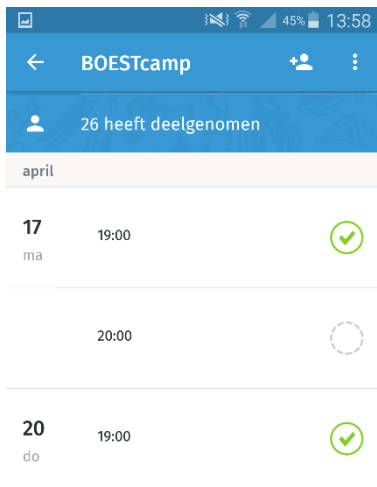 45% 13:58
BOESTcamp
26 heeft deelgenomen
april
17 19:00
ma
20:00
20 19:00
do